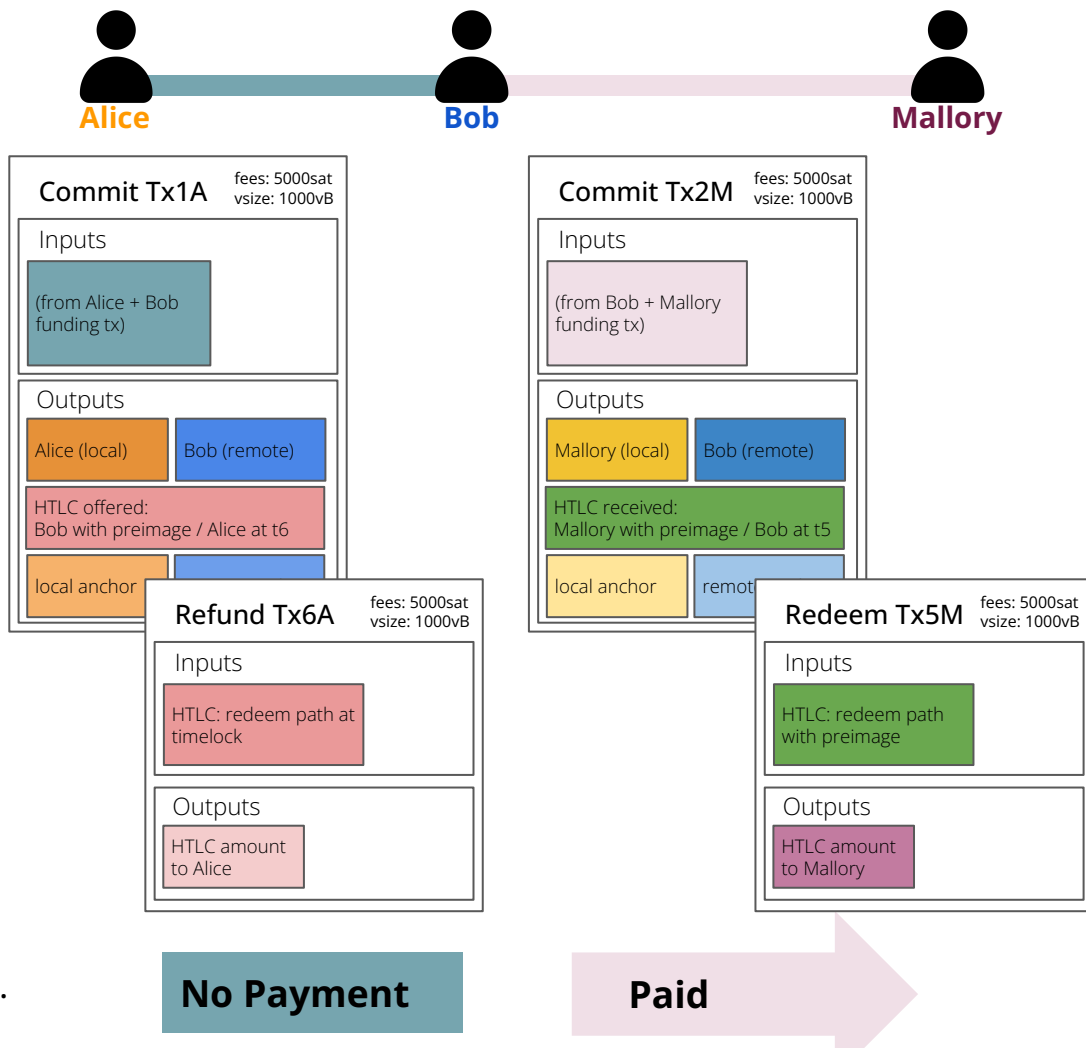 Alice
Bob
Mallory
Commit Tx1A
fees: 5000sat
vsize: 1000vB
Inputs
(from Alice + Bob
funding tx)
Outputs
Alice (local)
Bob (remote)
HTLC offered:
Bob with preimage / Alice at t6
local anchor
Refund Tx6A
fees: 5000sat
vsize: 1000vB
Inputs
HTLC: redeem path at
timelock
Outputs
HTLC amount
to Alice
Commit Tx2M
fees: 5000sat
vsize: 1000vB
Inputs
(from Bob + Mallory
funding tx)
Outputs
Mallory (local)
Bob (remote)
HTLC received:
Mallory with preimage / Bob at t5
local anchor
remot
Redeem Tx5M
fees: 5000sat
vsize: 1000vB
Inputs
HTLC: redeem path
with preimage
Outputs
HTLC amount
to Mallory
.
No Payment
Paid